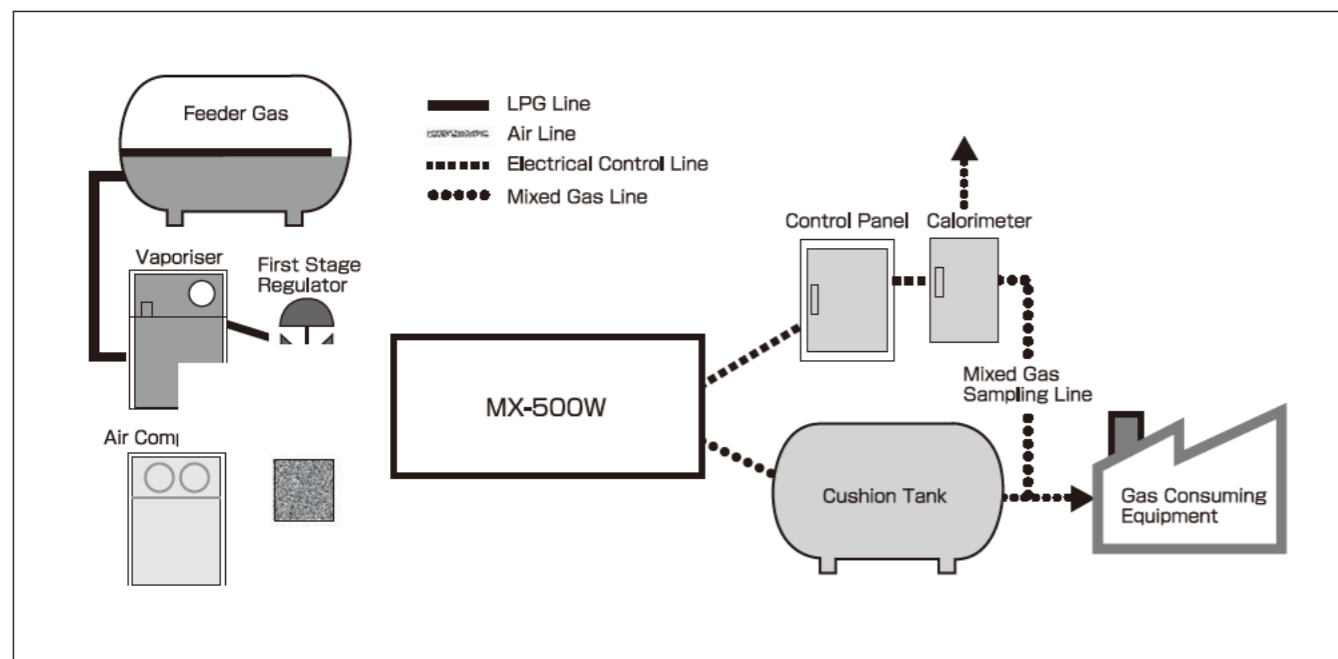 Feeder Gas
LPG Line
Air Line
Electrical Control Line
Mixed Gas Line
Vaporiser
First Stage
Regulator
Control Panel
Calorimeter
MX-500W
Mixed Gas
Sampling Line
Air Com
Cushion Tank
Gas Consuming
Equipment